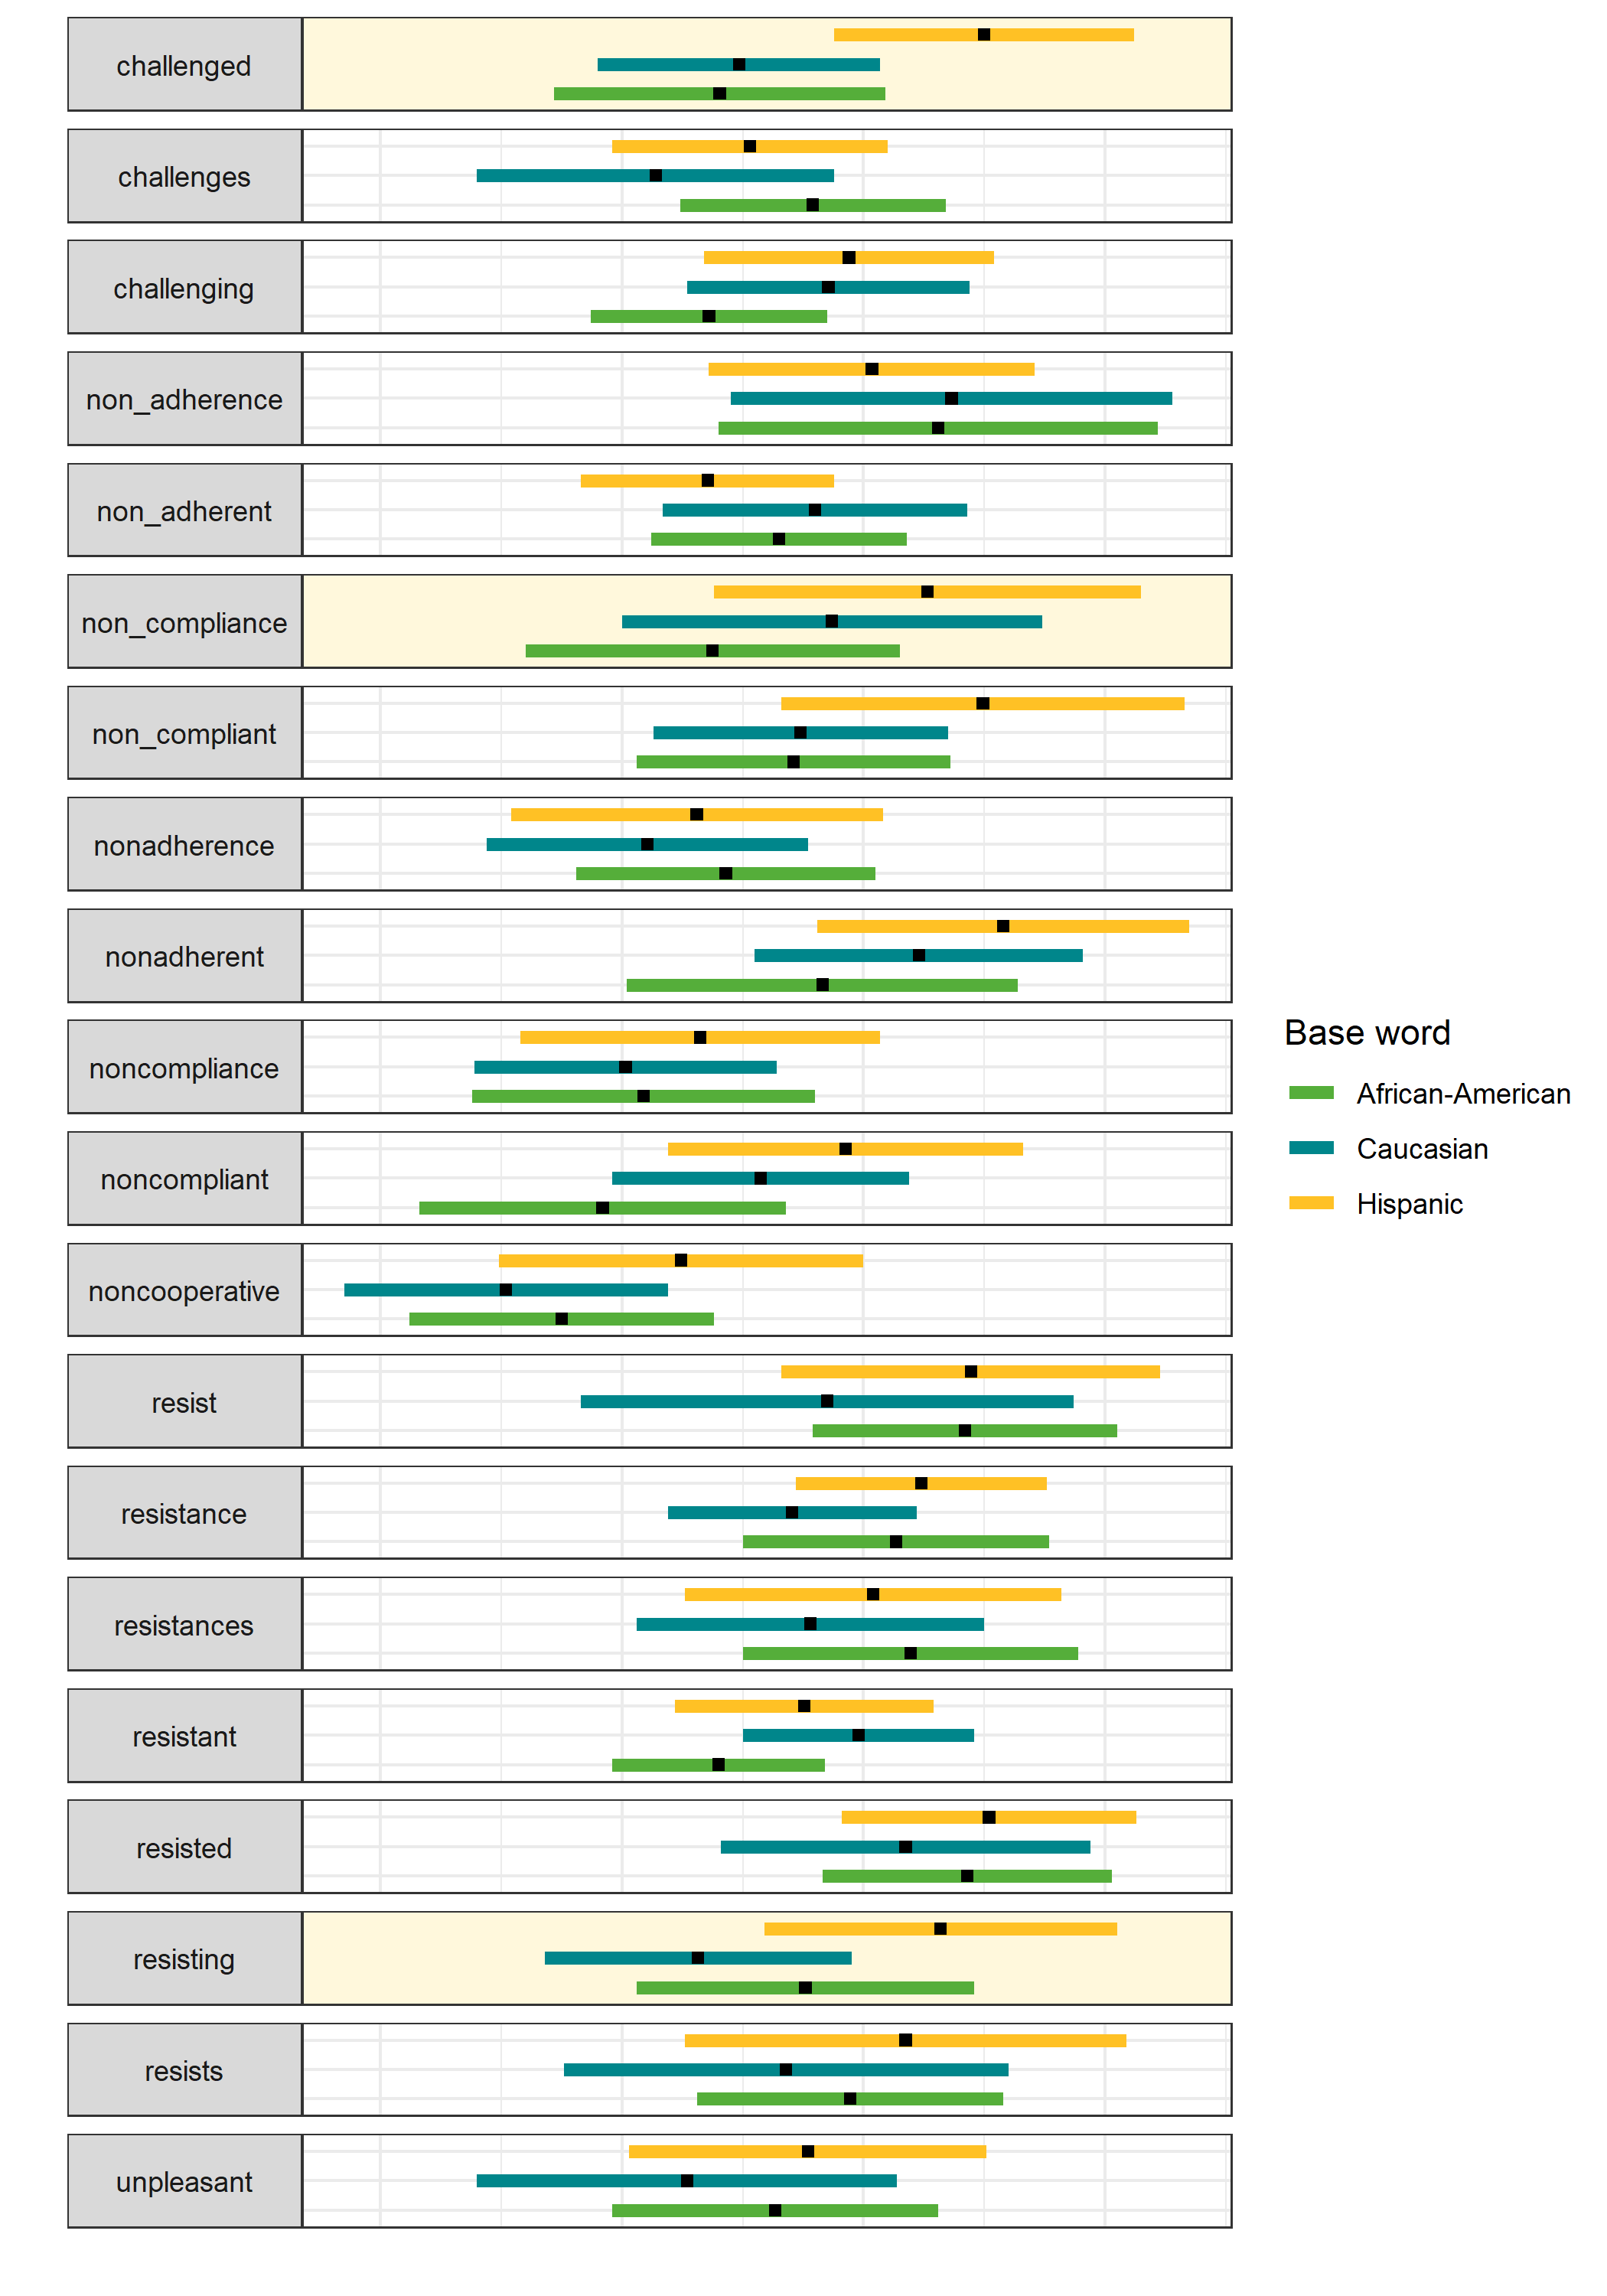 challenged
challenges
challenging
non_adherence
non_adherent
non_compliance
non_compliant
nonadherence
nonadherent
noncompliance
noncompliant
noncooperative
resist
resistance
resistances
resistant
resisted
resisting
resists
unpleasant
Base word
African-American
Caucasian
Hispanic